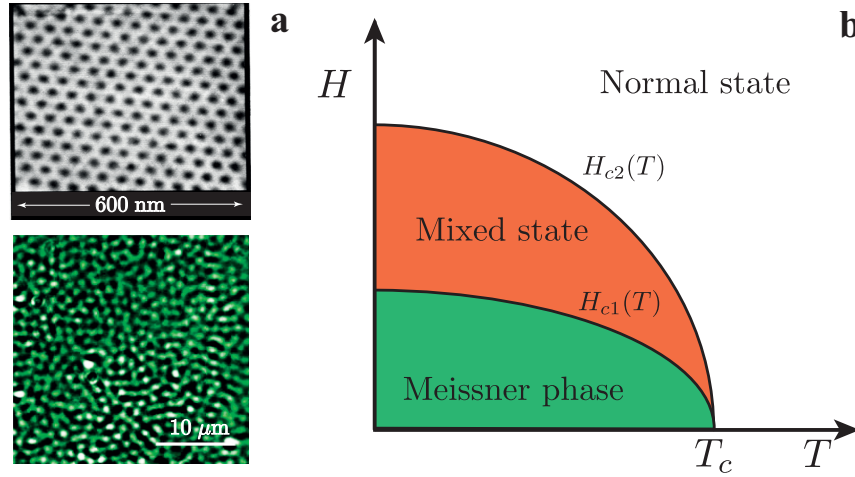 a
b
H
Normal state
H_{c2}(T)
600 nm
Mixed state
H_{c1}(T)
Meissner phase
10 μm
T_c
T